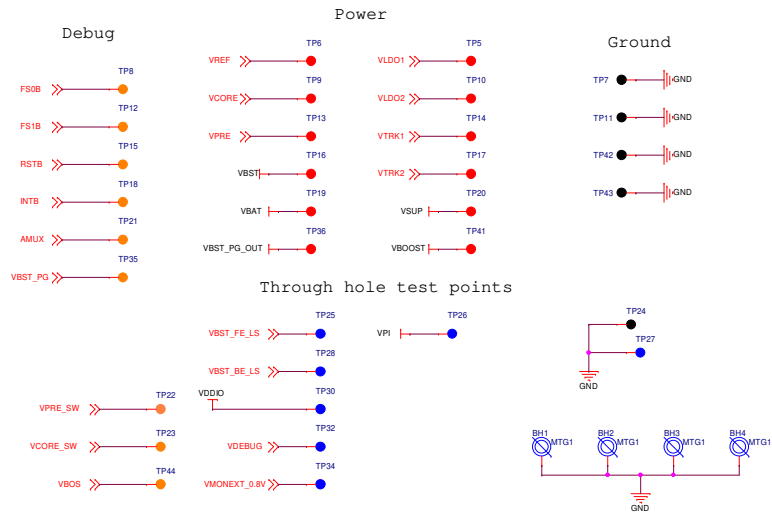 Debug
TP8
FS0B
TP12
FS1B
TP15
RSTB
TP18
INTB
TP21
AMUX
TP35
VBST_PG
Power
TP6
VREF
TP9
VCORE
TP13
VPRE
TP16
VBST
TP19
VBAT
TP36
VBST_PG_OUT
TP5
VLDO1
TP10
VLDO2
TP14
VTRK1
TP17
VTRK2
TP20
VSUP
TP41
VBOOST
Ground
TP7
GND
TP11
GND
TP42
GND
TP43
GND
Through hole test points
TP22
VPRE_SW
TP23
VCORE_SW
TP44
VBOS
TP25
VBST_FE_LS
TP28
VBST_BE_LS
TP30
VDDIO
TP32
VDEBUG
TP34
VMONEXT_0.8V
TP26
VPI
TP24
TP27
GND
BH1
MTG1
BH2
MTG1
BH3
MTG1
BH4
MTG1
GND